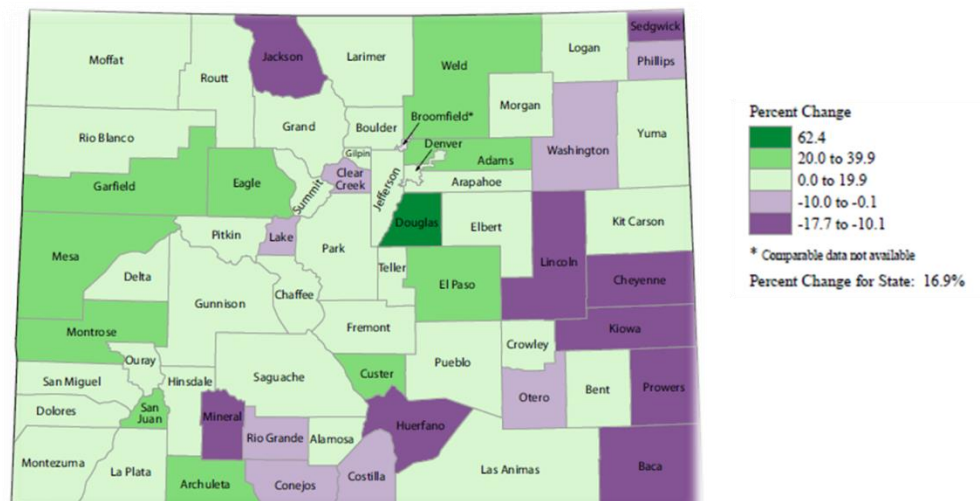 Moffat
Routt
Jackson
Larimer
Weld
Logan
Sedgwick
Phillips
Morgan
Rio Blanco
Grand
Boulder
Broomfield*
Washington
Yuma
Gilpin
Denver
Adams
Garfield
Eagle
Summit
Clear
Creek
Jefferson
Arapahoe
Mesa
Pitkin
Lake
Park
Douglas
Elbert
Kit Carson
Delta
Gunnison
Chaffee
Teller
El Paso
Lincoln
Cheyenne
Montrose
Fremont
Kiowa
Ouray
Crowley
Pueblo
San Miguel
Hinsdale
Saguache
Custer
Otero
Bent
Prowers
Dolores
San
Juan
Mineral
Rio Grande
Alamosa
Huerfano
Montezuma
La Plata
Archuleta
Conejos
Costilla
Las Animas
Baca
Percent Change
62.4
20.0 to 39.9
0.0 to 19.9
-10.0 to -0.1
-17.7 to -10.1
* Comparable data not available
Percent Change for State: 16.9%